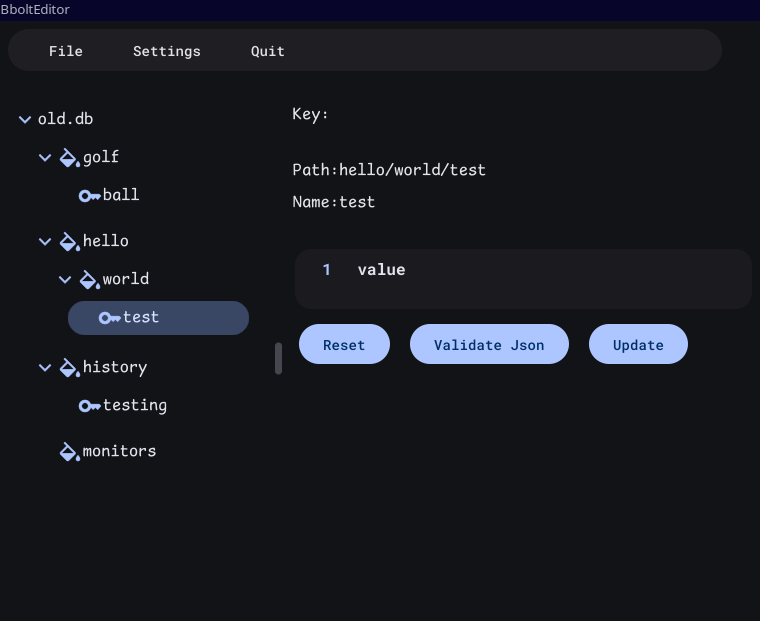 BboltEditor
File Settings Quit
old.db
golf
ball
hello
world
test
history
testing
monitors
Key:
Path:hello/world/test
Name:test
1 value
Reset Validate Json Update